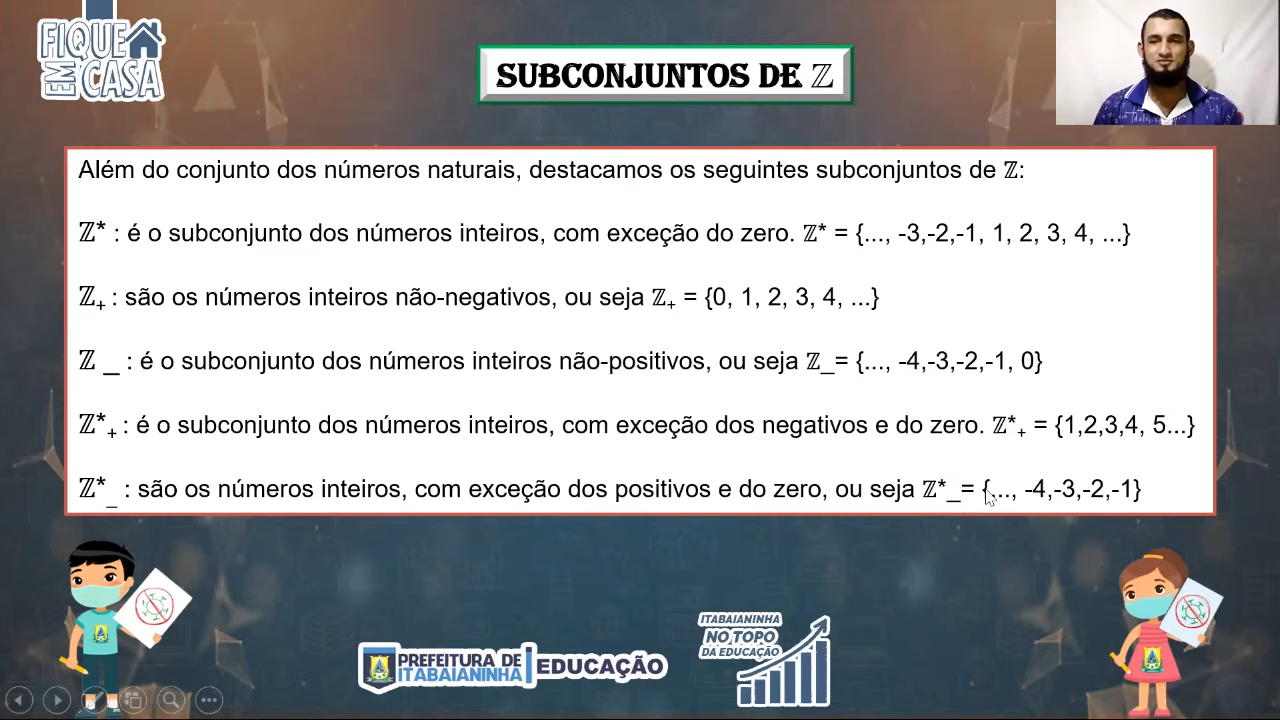 FIQUE
EM CASA
SUBCONJUNTOS DE ℤ
Além do conjunto dos números naturais, destacamos os seguintes subconjuntos de ℤ:
ℤ* : é o subconjunto dos números inteiros, com exceção do zero. ℤ* = {..., -3,-2,-1, 1, 2, 3, 4, ...}
ℤ₊ : são os números inteiros não-negativos, ou seja ℤ₊ = {0, 1, 2, 3, 4, ...}
ℤ _ : é o subconjunto dos números inteiros não-positivos, ou seja ℤ_= {..., -4,-3,-2,-1, 0}
ℤ*₊ : é o subconjunto dos números inteiros, com exceção dos negativos e do zero. ℤ*₊ = {1,2,3,4, 5...}
ℤ*_ : são os números inteiros, com exceção dos positivos e do zero, ou seja ℤ*_= {..., -4,-3,-2,-1}
ITABAIANINHA
NO TOPO
DA EDUCAÇÃO
PREFEITURA DE
ITABAIANINHA
EDUCAÇÃO